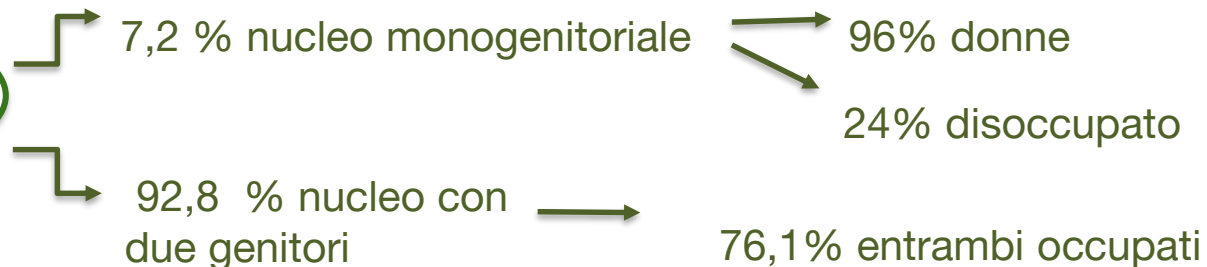 7,2 % nucleo monogenitoriale
96% donne
24% disoccupato
92,8 % nucleo con
due genitori
76,1% entrambi occupati